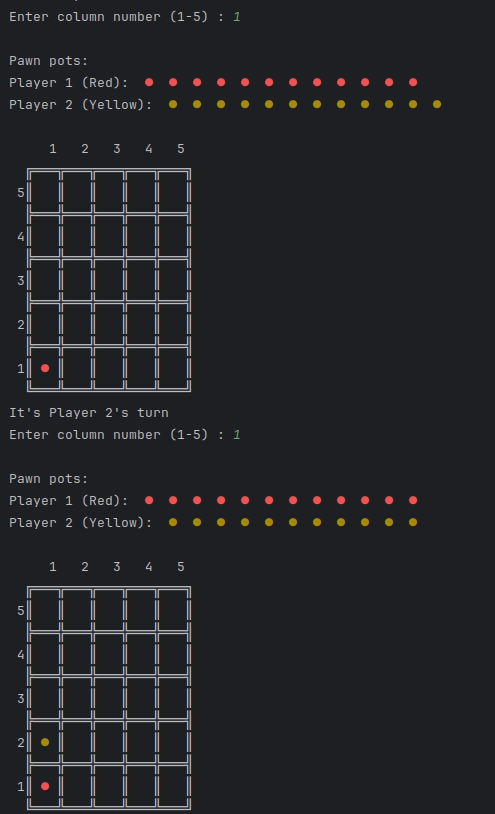 Enter column number (1-5) : 1
Pawn pots:
Player 1 (Red): ● ● ● ● ● ● ● ● ● ● ● ●
Player 2 (Yellow): ● ● ● ● ● ● ● ● ● ● ● ●
1 2 3 4 5
5
4
3
2
1 ●
It's Player 2's turn
Enter column number (1-5) : 1
Pawn pots:
Player 1 (Red): ● ● ● ● ● ● ● ● ● ● ● ●
Player 2 (Yellow): ● ● ● ● ● ● ● ● ● ● ●
1 2 3 4 5
5
4
3
2 ●
1 ●